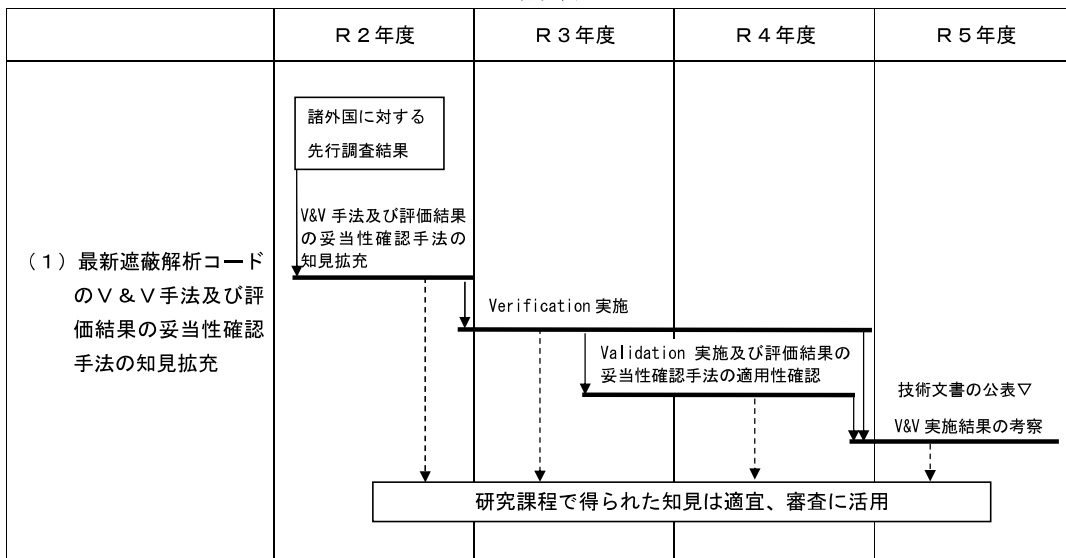 R2年度
R3年度
R4年度
R5年度
諸外国に対する
先行調査結果
V&V 手法及び評価結果
の妥当性確認手法の
知見拡充
(1)最新遮蔽解析コード
のV&V手法及び評
価結果の妥当性確認
手法の知見拡充
Verification 実施
Validation 実施及び評価結果の
妥当性確認手法の適用性確認
技術文書の公表▽
V&V 実施結果の考察
研究課程で得られた知見は適宜、審査に活用